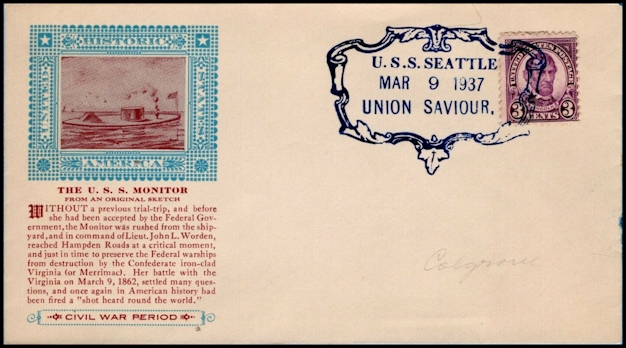 HISTORIC
UNITED
STATES
AMERICA
THE U. S. S. MONITOR
FROM AN ORIGINAL SKETCH
WITHOUT a previous trial-trip, and before
she had been accepted by the Federal Gov-
ernment, the Monitor was rushed from the ship-
yard, and in command of Lieut. John L. Worden,
reached Hampden Roads at a critical moment,
and just in time to preserve the Federal warships
from destruction by the Confederate iron-clad
Virginia (or Merrimac). Her battle with the
Virginia on March 9, 1862, settled many ques-
tions, and once again in American history had
been fired a "shot heard round the world."
CIVIL WAR PERIOD
U.S.S. SEATTLE
MAR 9 1937
UNION SAVIOUR.
UNITED STATES POSTAGE
LINCOLN
3 CENTS 3
Colgrove